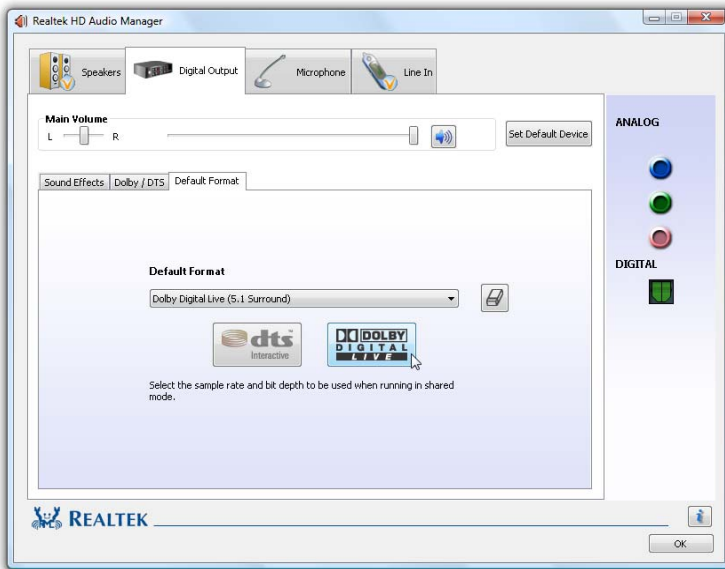 Realtek HD Audio Manager
Speakers
Digital Output
Microphone
Line In
Main Volume
L R
Set Default Device
Sound Effects
Dolby / DTS
Default Format
Default Format
Dolby Digital Live (5.1 Surround)
dts
Interactive
DOLBY
DIGITAL
LIVE
Select the sample rate and bit depth to be used when running in shared
mode.
ANALOG
DIGITAL
REALTEK
i
OK